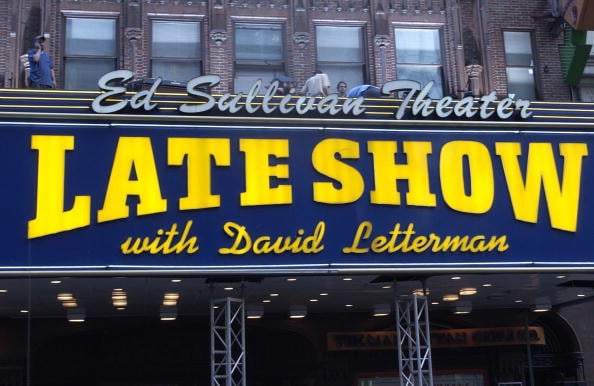 Ed Sullivan Theater
LATE SHOW
with David Letterman